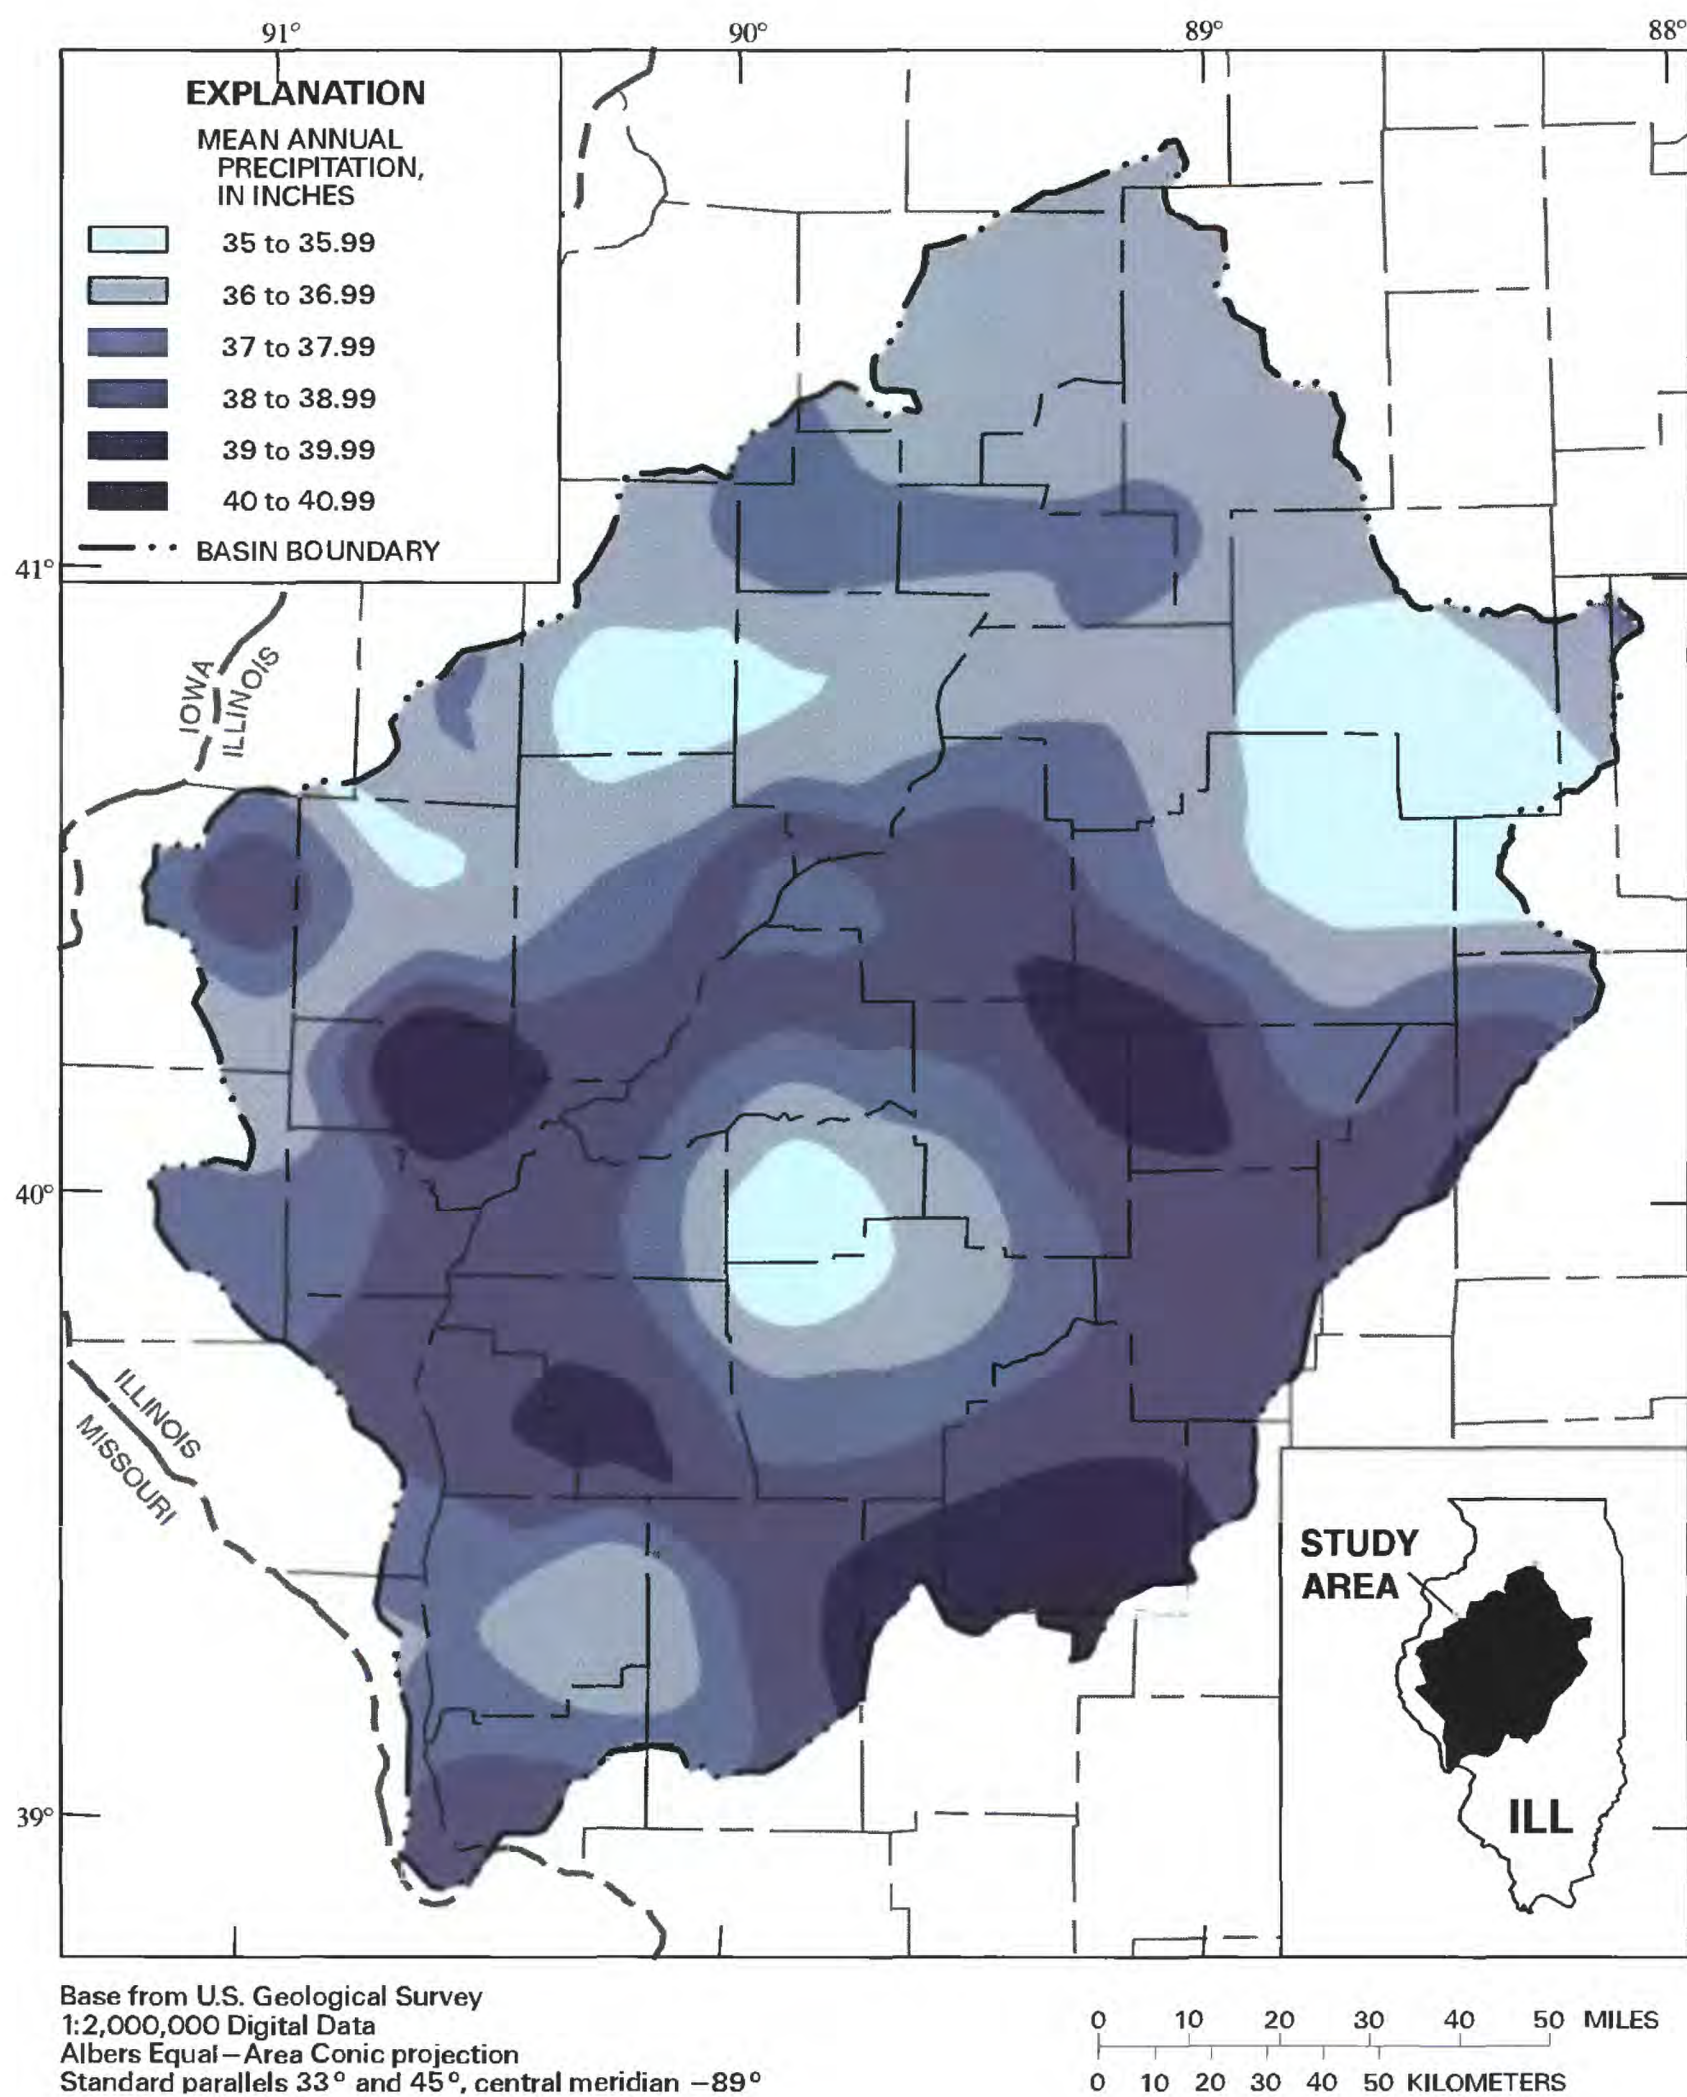 91° 90° 89° 88°
EXPLANATION
MEAN ANNUAL
PRECIPITATION,
IN INCHES
35 to 35.99
36 to 36.99
37 to 37.99
38 to 38.99
39 to 39.99
40 to 40.99
BASIN BOUNDARY
41°
IOWA
ILLINOIS
40°
ILLINOIS
MISSOURI
STUDY
AREA
ILL
39°
Base from U.S. Geological Survey
1:2,000,000 Digital Data
Albers Equal—Area Conic projection
Standard parallels 33° and 45°, central meridian −89°
0 10 20 30 40 50 MILES
0 10 20 30 40 50 KILOMETERS